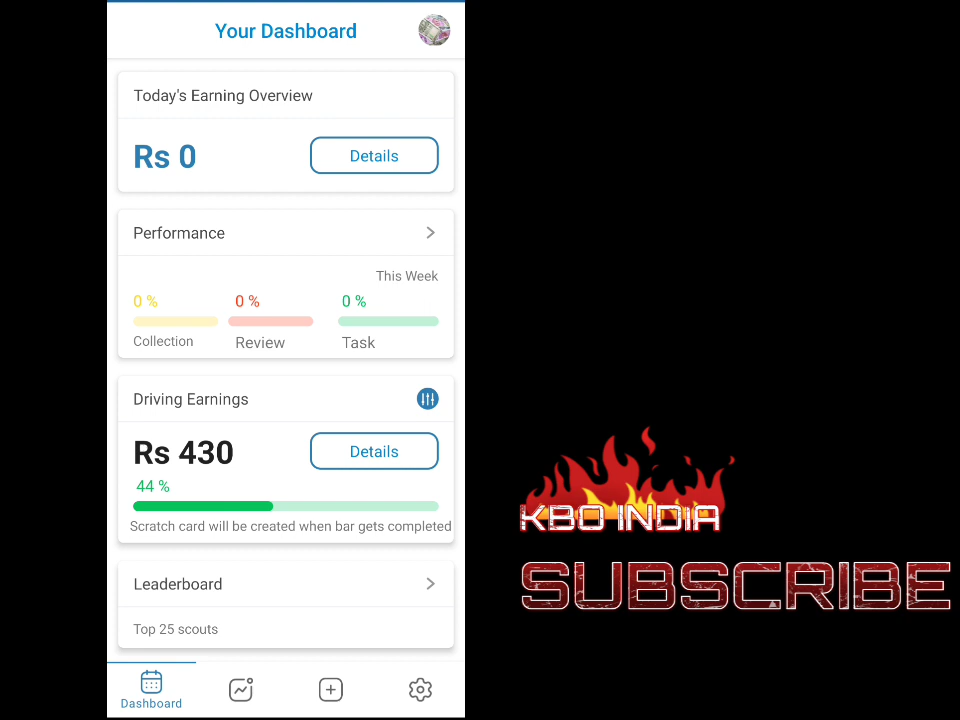 Your Dashboard
Today's Earning Overview
Rs 0
Details
Performance
This Week
0 % 0 % 0 %
Collection Review Task
Driving Earnings
Rs 430
Details
44 %
Scratch card will be created when bar gets completed
Leaderboard
Top 25 scouts
Dashboard
KBO INDIA
SUBSCRIBE